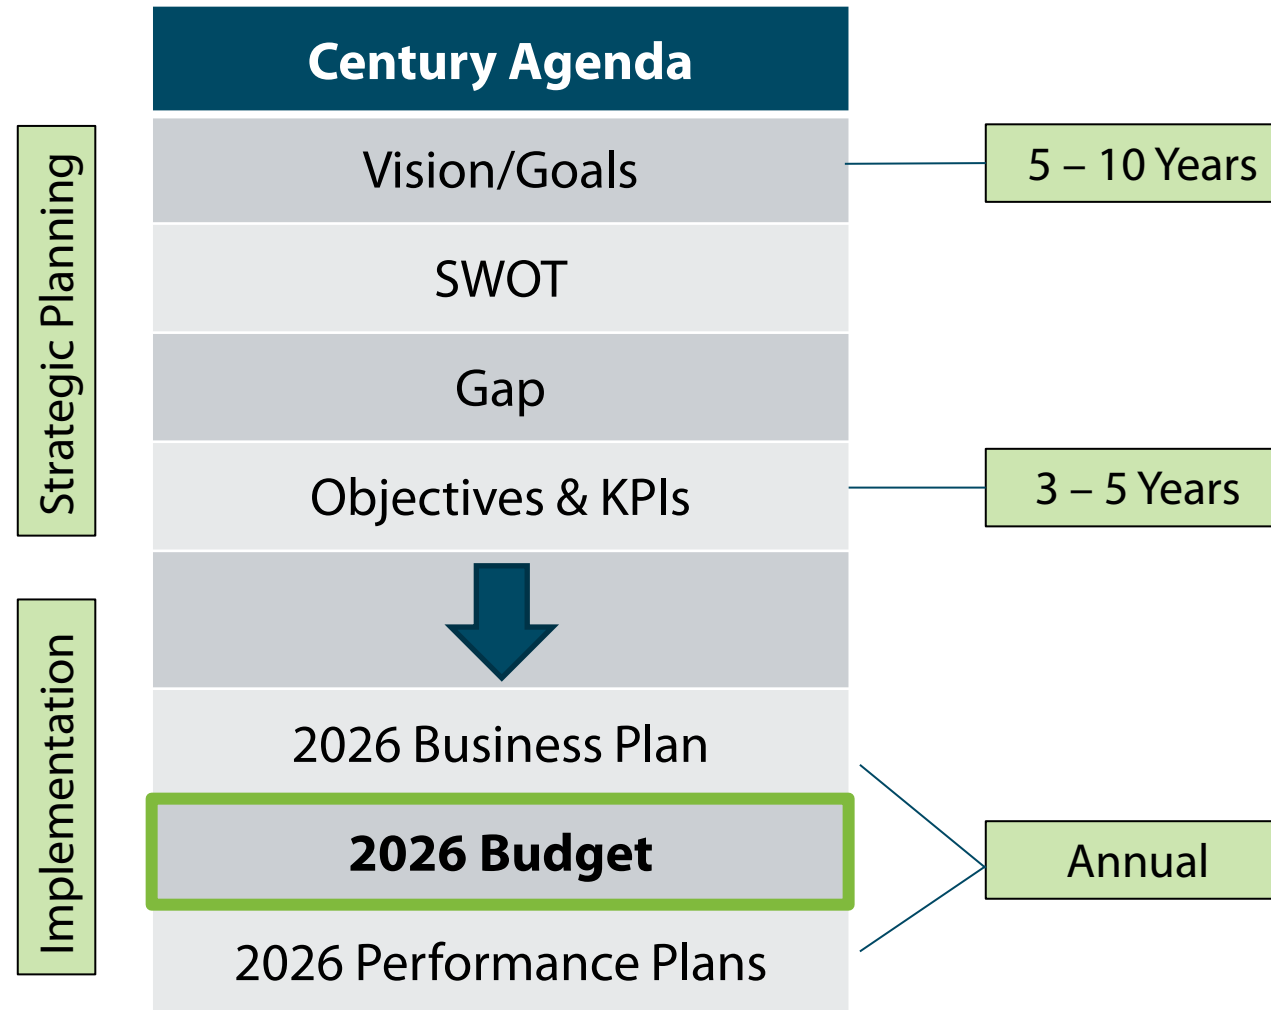 Century Agenda
Strategic Planning
Vision/Goals
5 – 10 Years
SWOT
Gap
Objectives & KPIs
3 – 5 Years
Implementation
2026 Business Plan
2026 Budget
Annual
2026 Performance Plans